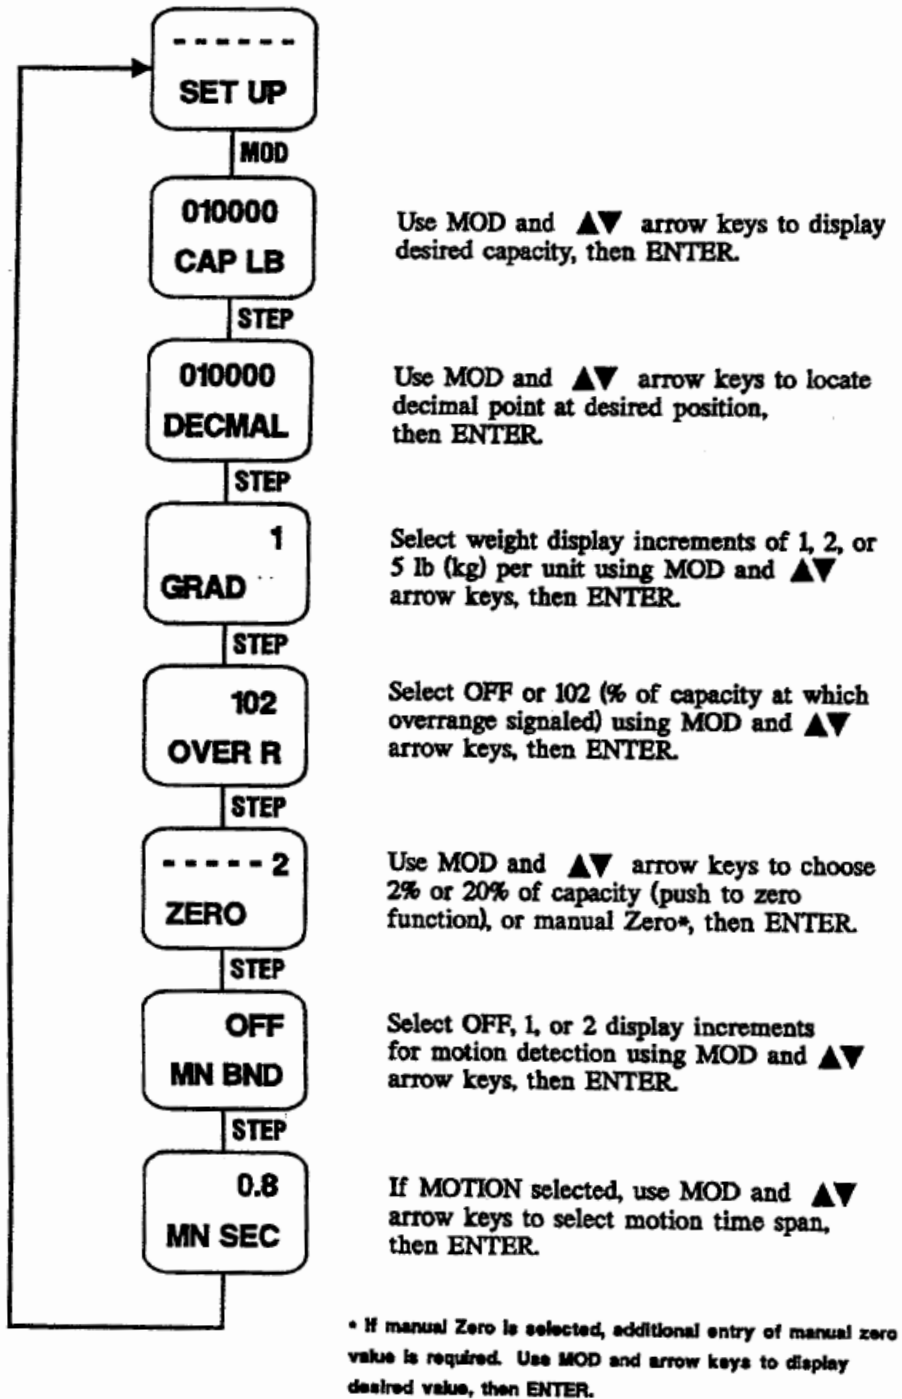 - - - - - -
SET UP
MOD
010000
CAP LB
Use MOD and ▲▼ arrow keys to display
desired capacity, then ENTER.
STEP
010000
DECMAL
Use MOD and ▲▼ arrow keys to locate
decimal point at desired position,
then ENTER.
STEP
1
GRAD
Select weight display increments of 1, 2, or
5 lb (kg) per unit using MOD and ▲▼
arrow keys, then ENTER.
STEP
102
OVER R
Select OFF or 102 (% of capacity at which
overrange signaled) using MOD and ▲▼
arrow keys, then ENTER.
STEP
- - - - - 2
ZERO
Use MOD and ▲▼ arrow keys to choose
2% or 20% of capacity (push to zero
function), or manual Zero*, then ENTER.
STEP
OFF
MN BND
Select OFF, 1, or 2 display increments
for motion detection using MOD and ▲▼
arrow keys, then ENTER.
STEP
0.8
MN SEC
If MOTION selected, use MOD and ▲▼
arrow keys to select motion time span,
then ENTER.
* If manual Zero is selected, additional entry of manual zero
value is required. Use MOD and arrow keys to display
desired value, then ENTER.